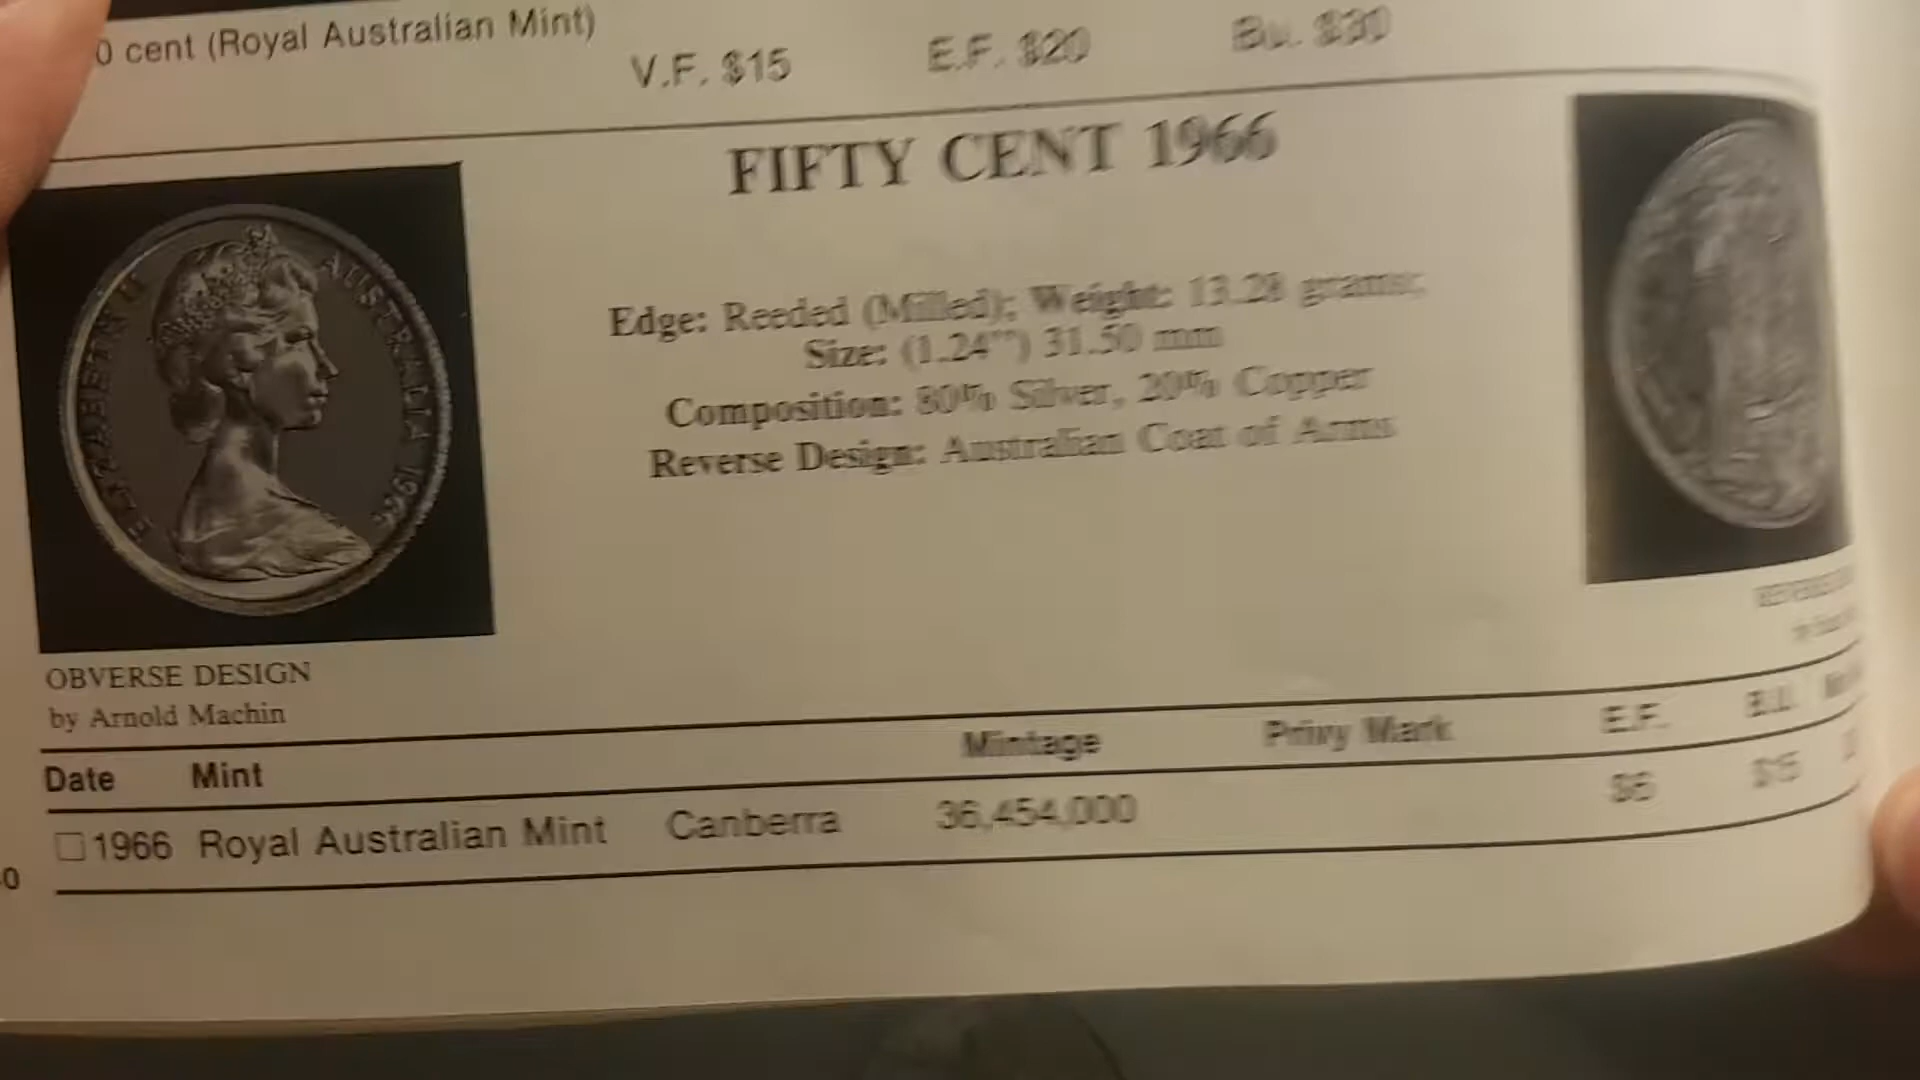 0 cent (Royal Australian Mint)
V.F. $15 E.F. $20 Bu. $30
FIFTY CENT 1966
Edge: Reeded (Milled); Weight: 13.28 grams;
Size: (1.24") 31.50 mm
Composition: 80% Silver, 20% Copper
Reverse Design: Australian Coat of Arms
ELIZABETH II AUSTRALIA 1966
OBVERSE DESIGN
by Arnold Machin
Date Mint Mintage Privy Mark E.F. B.U.
1966 Royal Australian Mint Canberra 36,454,000 $6 $15
0